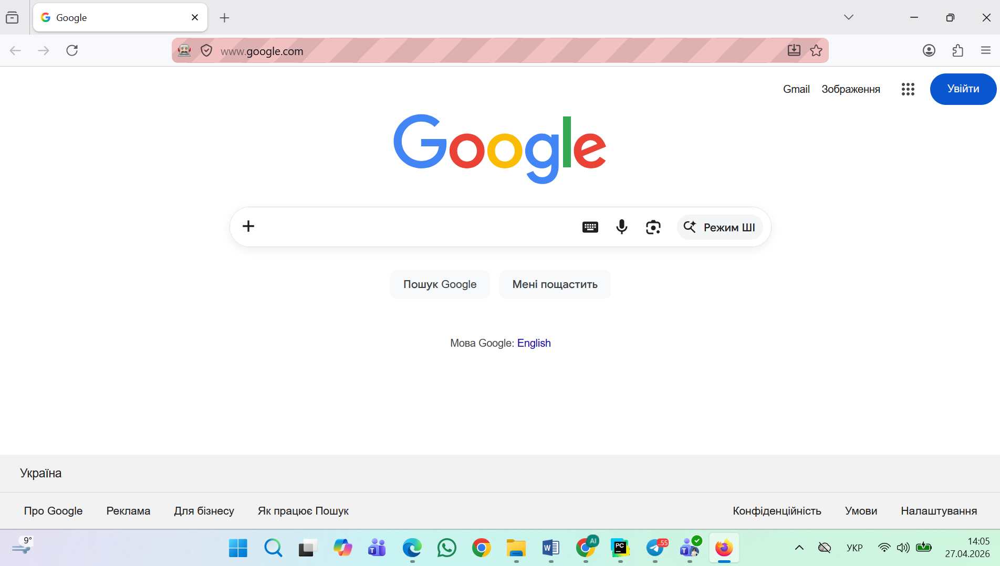 Google
www.google.com
Gmail Зображення Увійти
Google
Режим ШІ
Пошук Google Мені пощастить
Мова Google: English
Україна
Про Google Реклама Для бізнесу Як працює Пошук Конфіденційність Умови Налаштування
9°
T
W
AI
PC
..55
T
УКР
14:05
27.04.2026